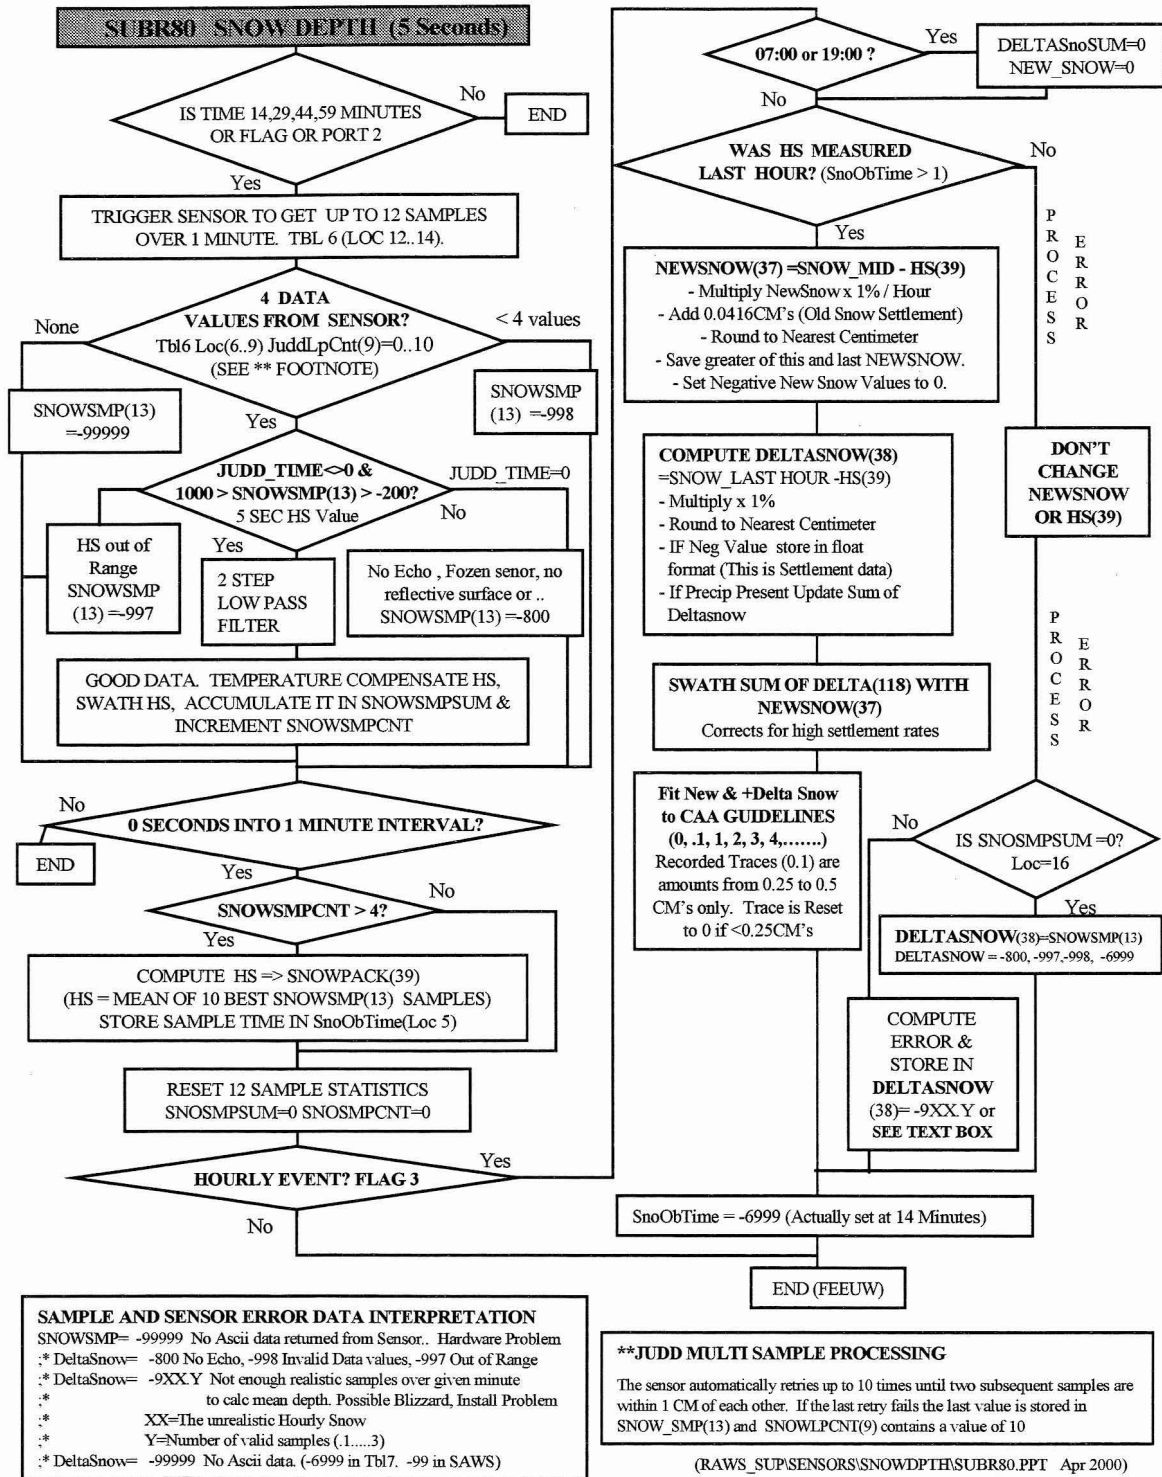 SUBR80 SNOW DEPTH (5 Seconds)
IS TIME 14,29,44,59 MINUTES
OR FLAG OR PORT 2
No
END
Yes
TRIGGER SENSOR TO GET UP TO 12 SAMPLES
OVER 1 MINUTE. TBL 6 (LOC 12..14).
4 DATA
VALUES FROM SENSOR?
Tbl6 Loc(6..9) JuddLpCnt(9)=0..10
(SEE ** FOOTNOTE)
None
< 4 values
SNOWSMP(13)
=-99999
Yes
SNOWSMP
(13) =-998
JUDD_TIME<>0 &
1000 > SNOWSMP(13) > -200?
5 SEC HS Value
JUDD_TIME=0
No
Yes
HS out of
Range
SNOWSMP
(13) =-997
2 STEP
LOW PASS
FILTER
No Echo , Fozen senor, no
reflective surface or ..
SNOWSMP(13) =-800
GOOD DATA. TEMPERATURE COMPENSATE HS,
SWATH HS, ACCUMULATE IT IN SNOWSMPSUM &
INCREMENT SNOWSMPCNT
No
0 SECONDS INTO 1 MINUTE INTERVAL?
END
Yes
SNOWSMPCNT > 4?
No
Yes
COMPUTE HS => SNOWPACK(39)
(HS = MEAN OF 10 BEST SNOWSMP(13) SAMPLES)
STORE SAMPLE TIME IN SnoObTime(Loc 5)
RESET 12 SAMPLE STATISTICS
SNOSMPSUM=0 SNOSMPCNT=0
HOURLY EVENT? FLAG 3
Yes
No
07:00 or 19:00 ?
Yes
DELTASnoSUM=0
NEW_SNOW=0
No
WAS HS MEASURED
LAST HOUR? (SnoObTime > 1)
No
Yes
PROCESS
ERROR
NEWSNOW(37) =SNOW_MID - HS(39)
- Multiply NewSnow x 1% / Hour
- Add 0.0416CM's (Old Snow Settlement)
- Round to Nearest Centimeter
- Save greater of this and last NEWSNOW.
- Set Negative New Snow Values to 0.
COMPUTE DELTASNOW(38)
=SNOW_LAST HOUR -HS(39)
- Multiply x 1%
- Round to Nearest Centimeter
- IF Neg Value store in float
format (This is Settlement data)
- If Precip Present Update Sum of
Deltasnow
DON'T
CHANGE
NEWSNOW
OR HS(39)
PROCESS
ERROR
SWATH SUM OF DELTA(118) WITH
NEWSNOW(37)
Corrects for high settlement rates
Fit New & +Delta Snow
to CAA GUIDELINES
(0, .1, 1, 2, 3, 4,.......)
Recorded Traces (0.1) are
amounts from 0.25 to 0.5
CM's only. Trace is Reset
to 0 if <0.25CM's
No
IS SNOSMPSUM =0?
Loc=16
Yes
DELTASNOW(38)=SNOWSMP(13)
DELTASNOW = -800, -997,-998, -6999
COMPUTE
ERROR &
STORE IN
DELTASNOW
(38)= -9XX.Y or
SEE TEXT BOX
SnoObTime = -6999 (Actually set at 14 Minutes)
END (FEEUW)
SAMPLE AND SENSOR ERROR DATA INTERPRETATION
SNOWSMP= -99999 No Ascii data returned from Sensor.. Hardware Problem
;* DeltaSnow= -800 No Echo, -998 Invalid Data values, -997 Out of Range
;* DeltaSnow= -9XX.Y Not enough realistic samples over given minute
;* to calc mean depth. Possible Blizzard, Install Problem
;* XX=The unrealistic Hourly Snow
;* Y=Number of valid samples (.1.....3)
;* DeltaSnow= -99999 No Ascii data. (-6999 in Tbl7. -99 in SAWS)
**JUDD MULTI SAMPLE PROCESSING
The sensor automatically retries up to 10 times until two subsequent samples are
within 1 CM of each other. If the last retry fails the last value is stored in
SNOW_SMP(13) and SNOWLPCNT(9) contains a value of 10
(RAWS_SUP\SENSORS\SNOWDPTH\SUBR80.PPT Apr 2000)